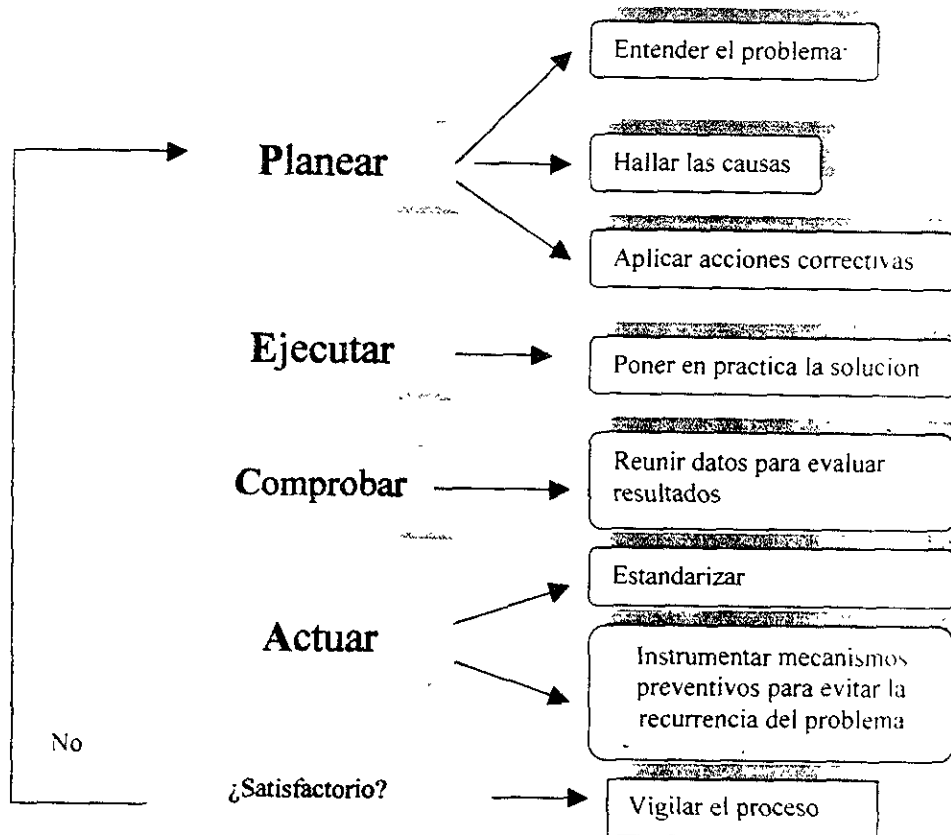 Entender el problema
Planear
Hallar las causas
Aplicar acciones correctivas
Ejecutar
Poner en practica la solucion
Comprobar
Reunir datos para evaluar
resultados
Actuar
Estandarizar
Instrumentar mecanismos
preventivos para evitar la
recurrencia del problema
No
¿Satisfactorio?
Vigilar el proceso